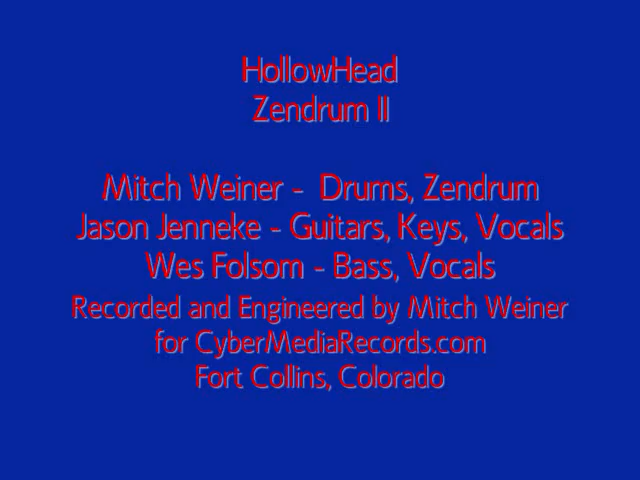 HollowHead
Zendrum II
Mitch Weiner - Drums, Zendrum
Jason Jenneke - Guitars, Keys, Vocals
Wes Folsom - Bass, Vocals
Recorded and Engineered by Mitch Weiner
for CyberMediaRecords.com
Fort Collins, Colorado